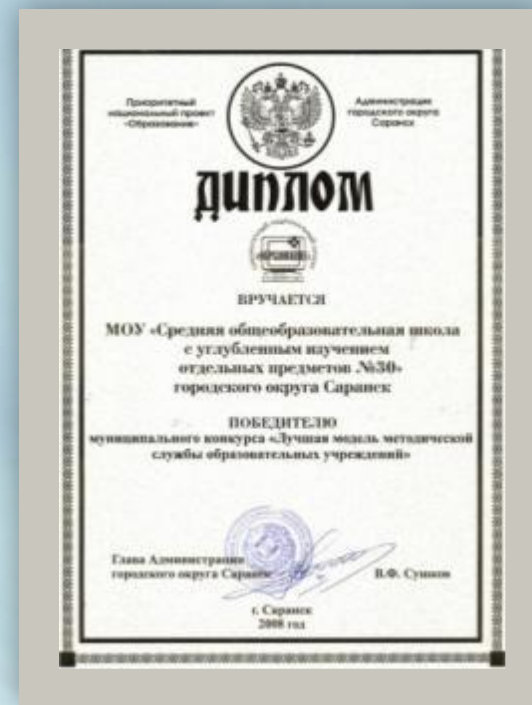 Приоритетный
национальный проект
«Образование»
Администрация
городского округа
Саранск
ДИПЛОМ
ОБРАЗОВАНИЕ
ВРУЧАЕТСЯ
МОУ «Средняя общеобразовательная школа
с углубленным изучением
отдельных предметов №30»
городского округа Саранск
ПОБЕДИТЕЛЮ
муниципального конкурса «Лучшая модель методической
службы образовательных учреждений»
Глава Администрации
городского округа Саранск
В.Ф. Сушков
г. Саранск
2008 год